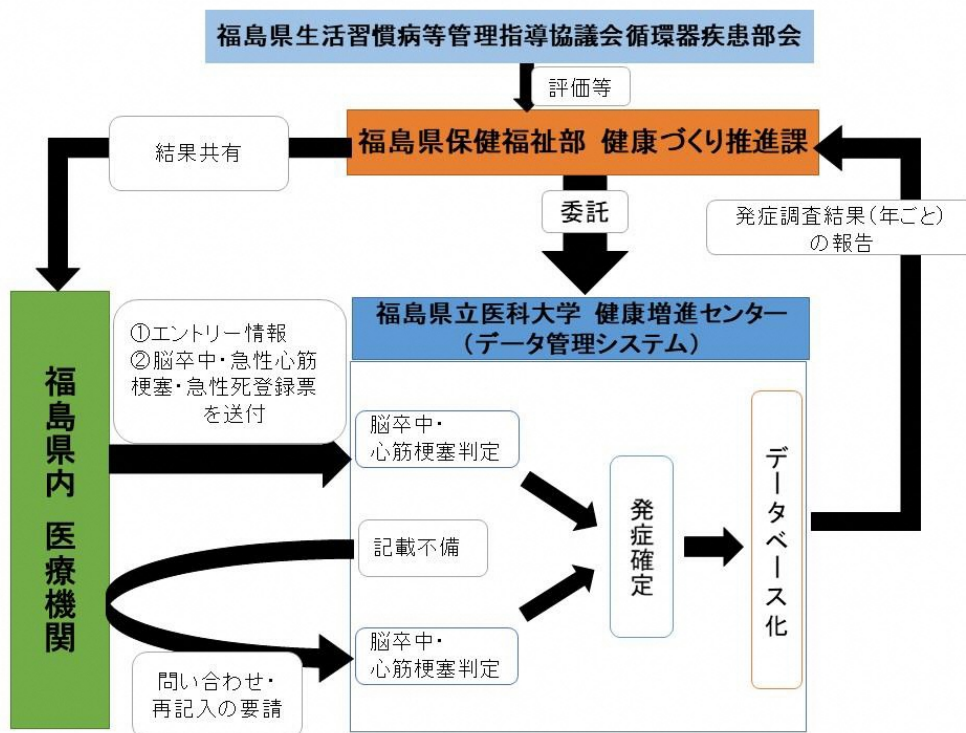 福島県生活習慣病等管理指導協議会循環器疾患部会
評価等
福島県保健福祉部 健康づくり推進課
結果共有
委託
発症調査結果(年ごと)
の報告
福島県立医科大学 健康増進センター
(データ管理システム)
福島県内 医療機関
①エントリー情報
②脳卒中・急性心筋
梗塞・急性死登録票
を送付
脳卒中・
心筋梗塞判定
記載不備
脳卒中・
心筋梗塞判定
問い合わせ・
再記入の要請
発症確定
データベース化